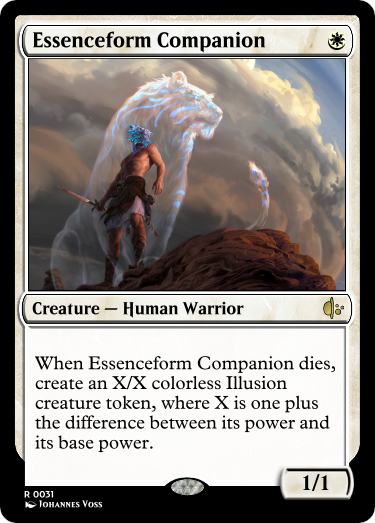 Essenceform Companion
Creature — Human Warrior
When Essenceform Companion dies,
create an X/X colorless Illusion
creature token, where X is one plus
the difference between its power and
its base power.
1/1
R 0031
Johannes Voss